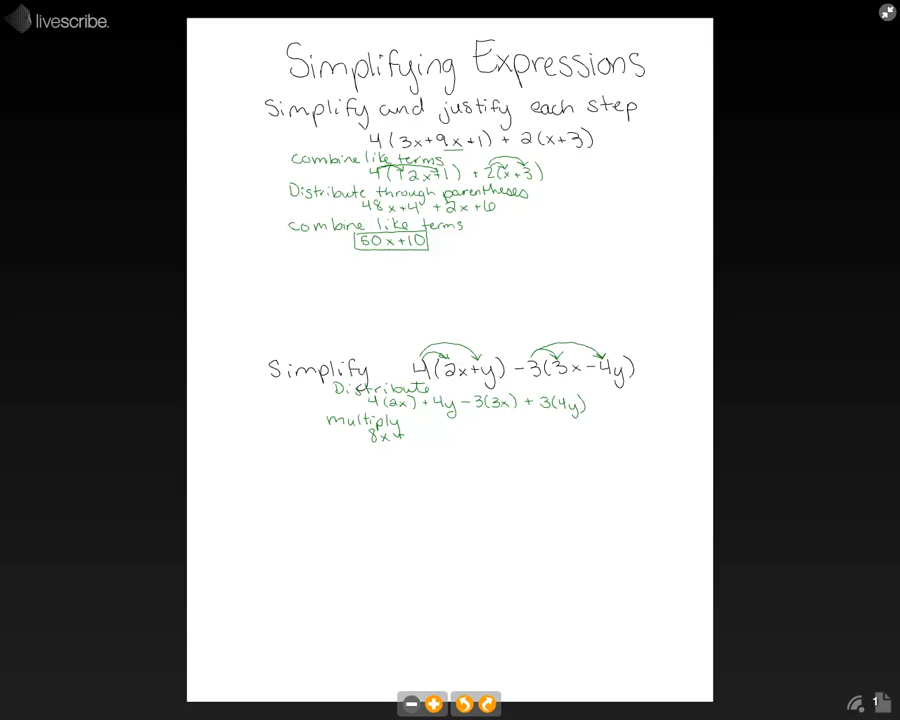 livescribe.
Simplifying Expressions
Simplify and justify each step
4(3x+9x+1) + 2(x+3)
combine like terms
4(12x+1) + 2(x+3)
Distribute through parentheses
48x+4 + 2x+6
combine like terms
50x+10
Simplify 4(2x+y) - 3(3x-4y)
Distribute
4(2x) + 4y - 3(3x) + 3(4y)
multiply
8x+
1